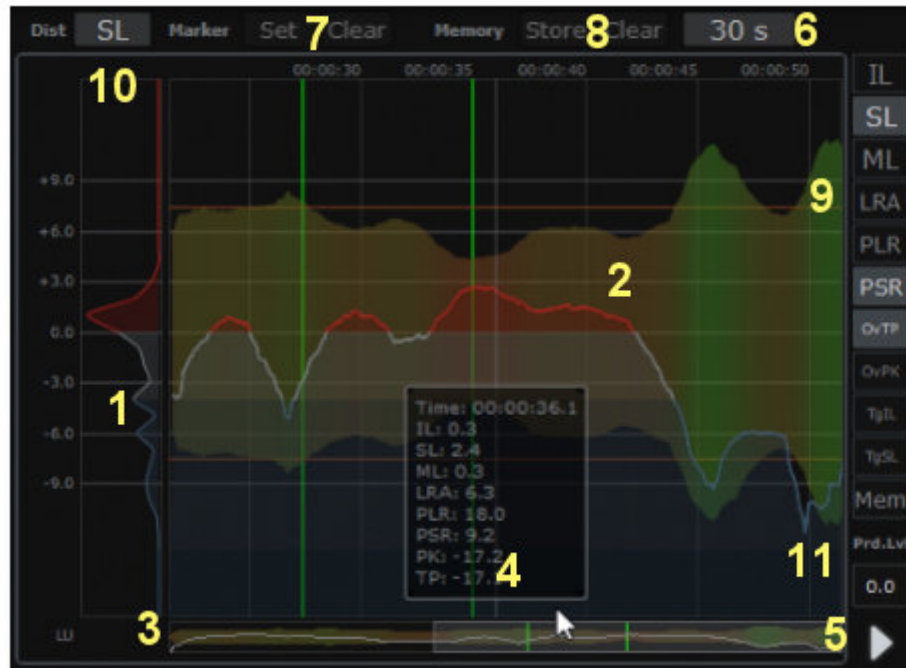 Dist SL Marker Set 7 Clear Memory Store 8 Clear 30 s 6
10 00:00:30 00:00:35 00:00:40 00:00:45 00:00:50 IL
SL
ML
+9.0 9 LRA
+6.0 PLR
2
+3.0 PSR
0.0 OvTP
OvPK
-3.0
1
TgIL
-6.0 TgSL
-9.0 Mem
Time: 00:00:36.1
IL: 0.3
SL: 2.4
ML: 0.3
LRA: 6.3
PLR: 18.0
PSR: 9.2
PK: -17.2
4
11 Prd.Lvl
0.0
LU 3 5